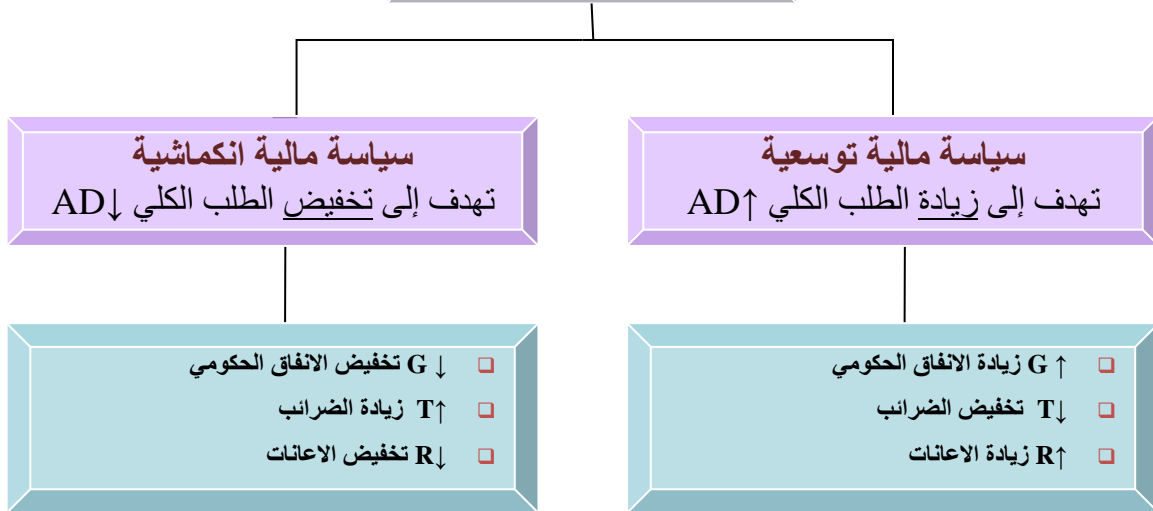 سياسة مالية توسعية
تهدف إلى زيادة الطلب الكلي AD↑
↑ G زيادة الانفاق الحكومي
↓T تخفيض الضرائب
↑R زيادة الاعانات
سياسة مالية انكماشية
تهدف إلى تخفيض الطلب الكلي AD↓
↓ G تخفيض الانفاق الحكومي
↑T زيادة الضرائب
↓R تخفيض الاعانات